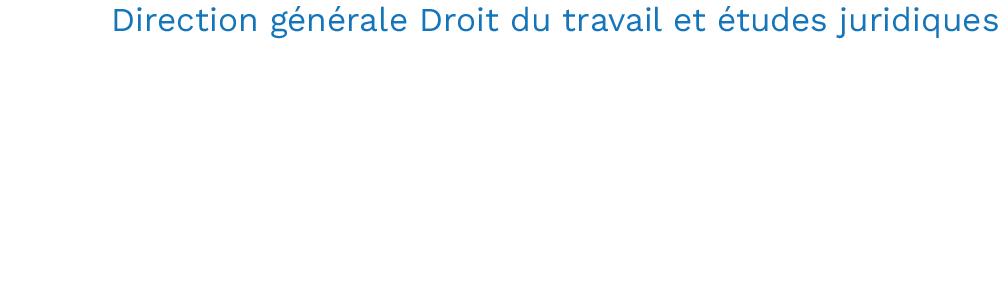 Direction générale Droit du travail et études juridiques